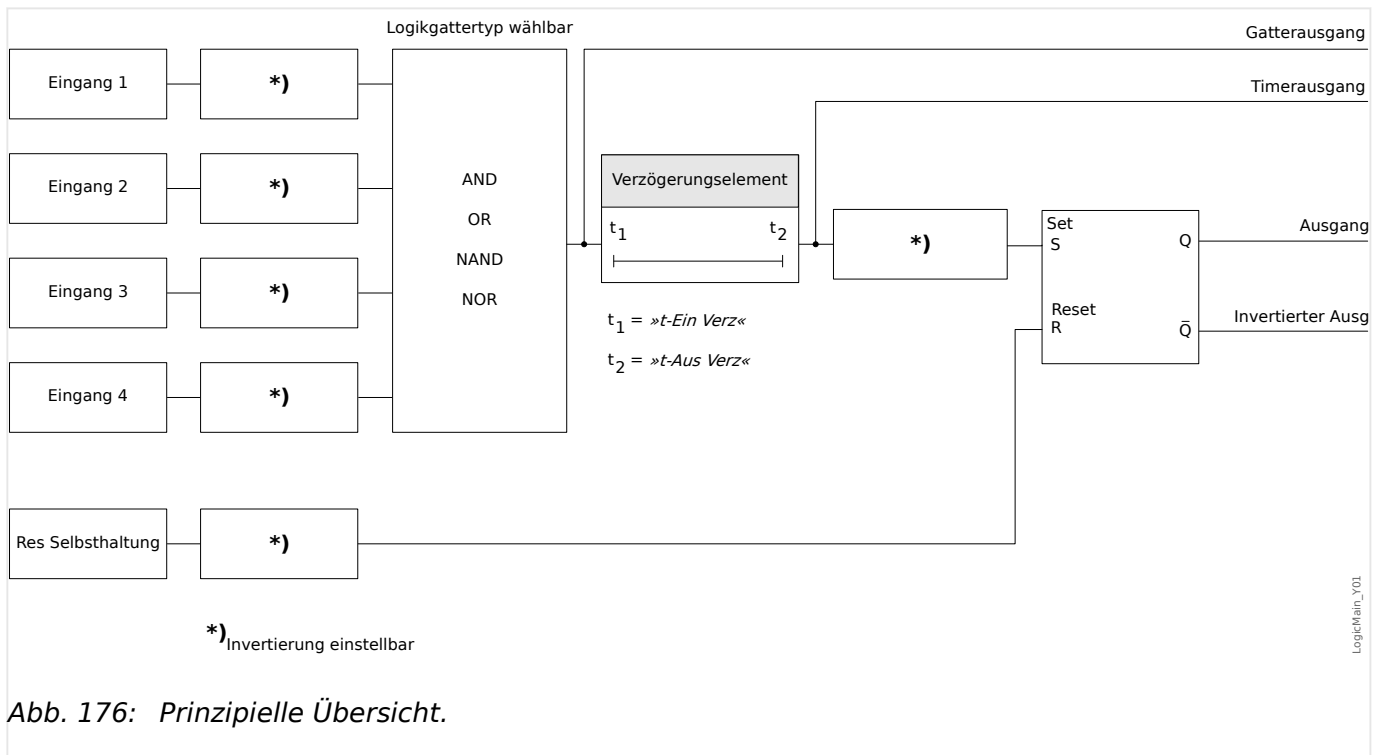 Logikgattertyp wählbar
Gatterausgang
Eingang 1
*)
Timerausgang
Eingang 2
*)
AND
OR
NAND
NOR
Verzögerungselement
t1
t2
*)
Set
S
Q
Ausgang
Eingang 3
*)
t1 = »t-Ein Verz«
Reset
R
Q̄
Invertierter Ausg
t2 = »t-Aus Verz«
Eingang 4
*)
Res Selbsthaltung
*)
*) Invertierung einstellbar
LogicMain_Y01
Abb. 176: Prinzipielle Übersicht.